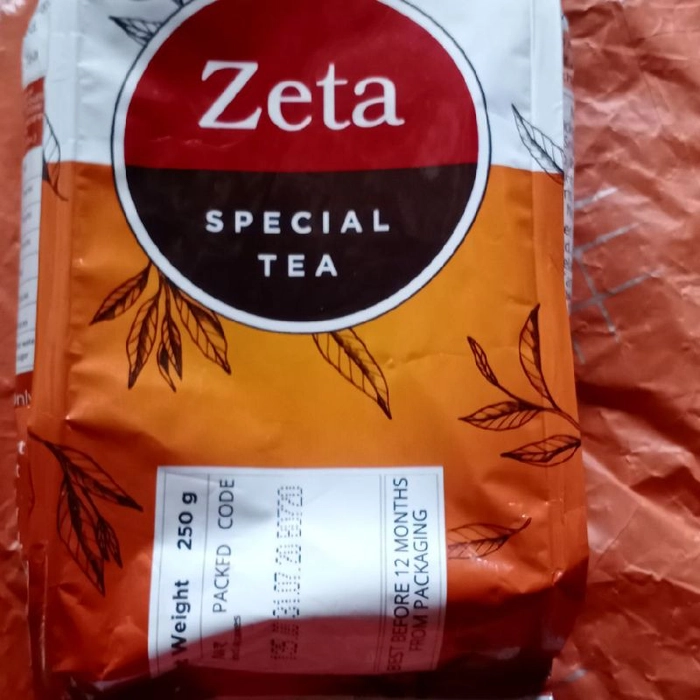 Zeta
SPECIAL
TEA
Weight 250 g
PACKED CODE
BEST BEFORE 12 MONTHS
FROM PACKAGING